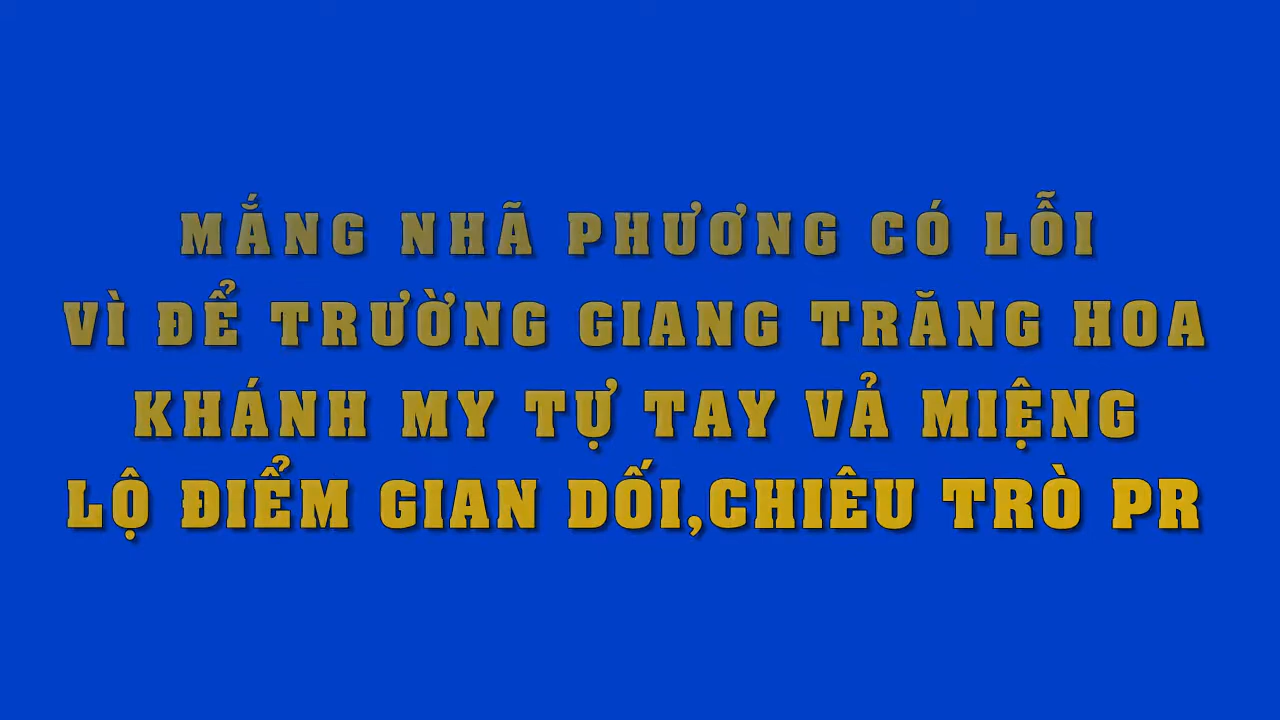 MẮNG NHÃ PHƯƠNG CÓ LỖI
VÌ ĐỂ TRƯỜNG GIANG TRĂNG HOA
KHÁNH MY TỰ TAY VẢ MIỆNG
LỘ ĐIỂM GIAN DỐI,CHIÊU TRÒ PR